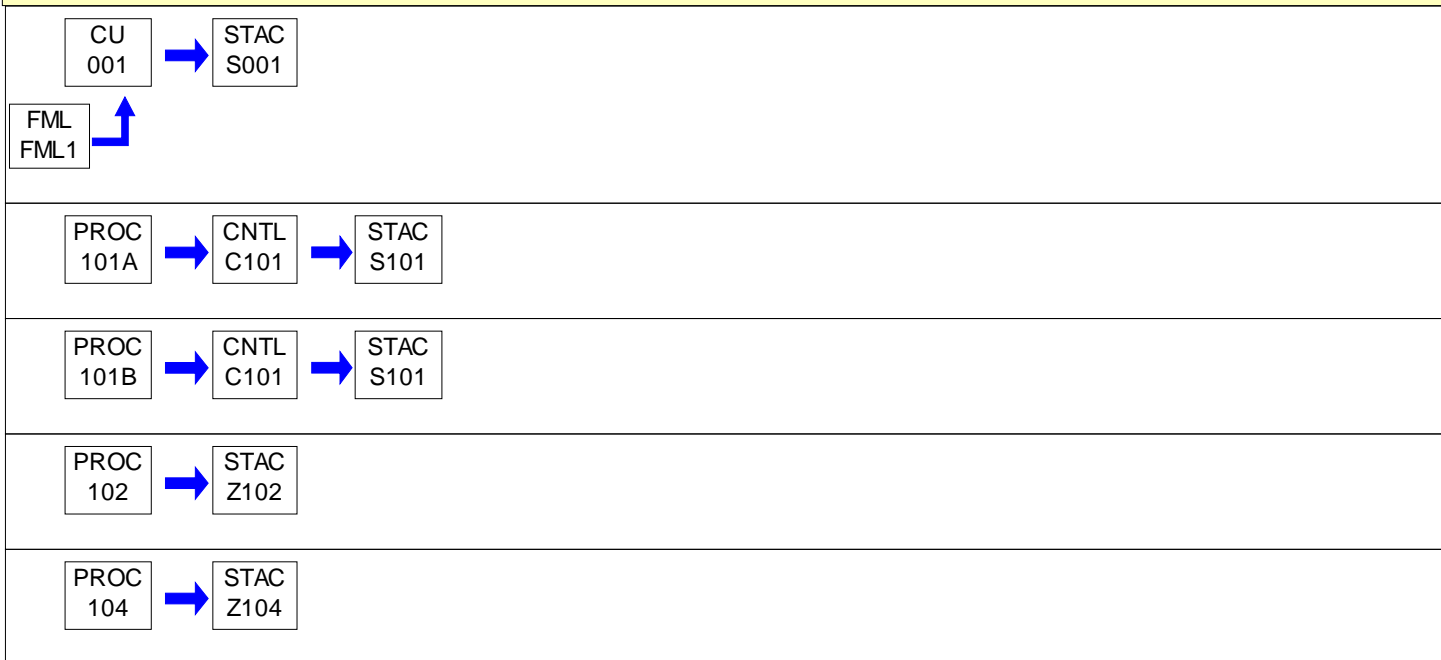 CU
001
STAC
S001
FML
FML1
PROC
101A
CNTL
C101
STAC
S101
PROC
101B
CNTL
C101
STAC
S101
PROC
102
STAC
Z102
PROC
104
STAC
Z104